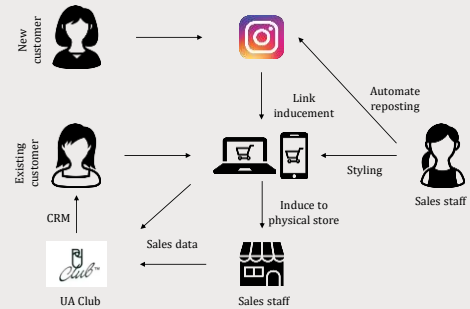 New
customer
Automate
reposting
Link
inducement
Existing
customer
Styling
Sales staff
Induce to
physical store
CRM
Sales data
Club™
UA Club
Sales staff